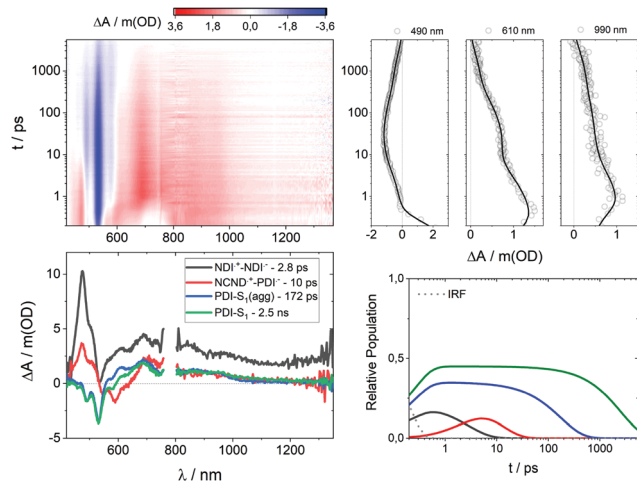 ΔA / m(OD)
3,6 1,8 0,0 -1,8 -3,6
t / ps
1000
100
10
1
600 800 1000 1200
490 nm 610 nm 990 nm
1000
100
10
1
-2 0 2 0 1 0 1
ΔA / m(OD)
ΔA / m(OD)
10
5
0
-5
NDI·⁺-NDI·⁻ - 2.8 ps
NCND·⁺-PDI·⁻ - 10 ps
PDI-S₁(agg) - 172 ps
PDI-S₁ - 2.5 ns
600 800 1000 1200
λ / nm
Relative Population
1,0
0,5
0,0
IRF
1 10 100 1000
t / ps